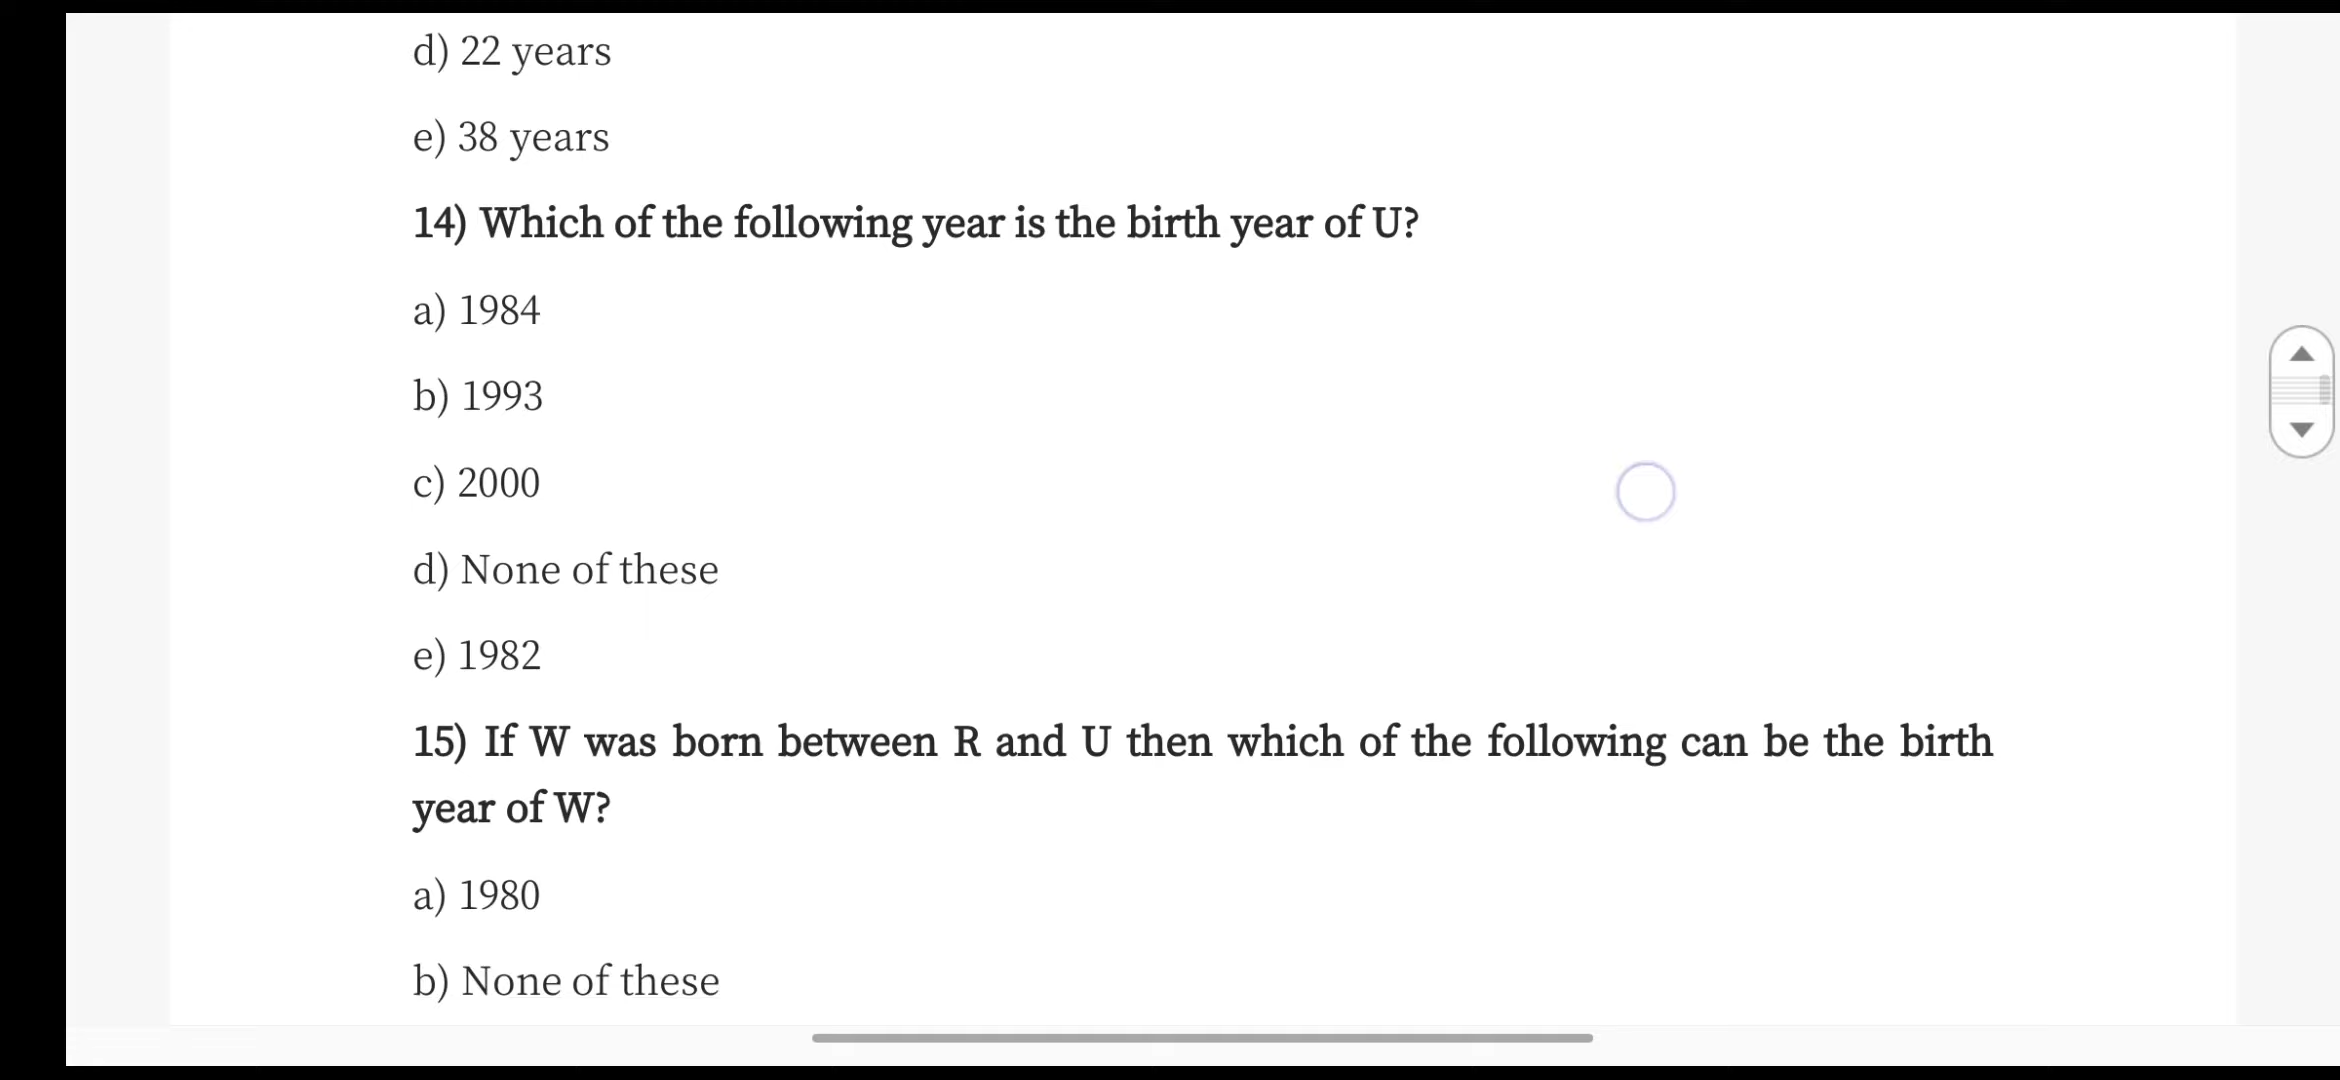 d) 22 years
e) 38 years
14) Which of the following year is the birth year of U?
a) 1984
b) 1993
c) 2000
d) None of these
e) 1982
15) If W was born between R and U then which of the following can be the birth
year of W?
a) 1980
b) None of these